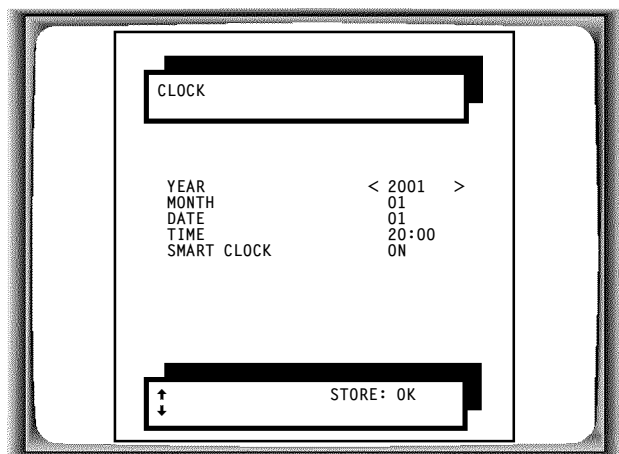 CLOCK
YEAR < 2001 >
MONTH 01
DATE 01
TIME 20:00
SMART CLOCK ON
↑ STORE: OK
↓